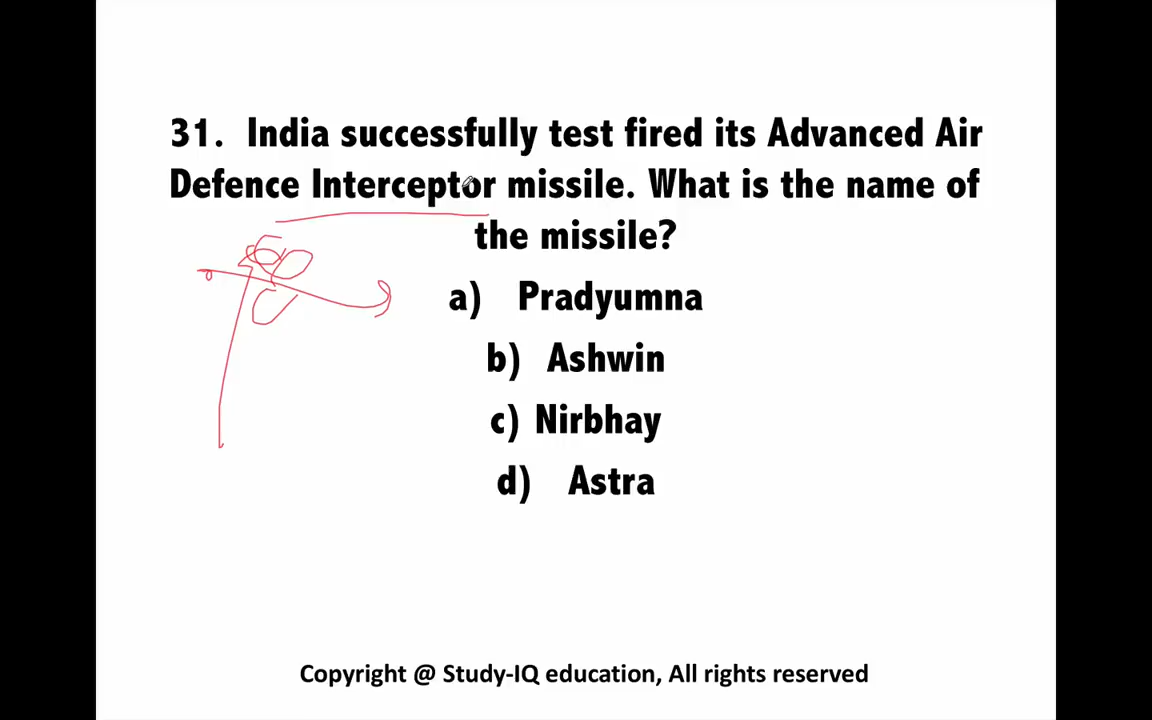 31. India successfully test fired its Advanced Air
Defence Interceptor missile. What is the name of
the missile?
a) Pradyumna
b) Ashwin
c) Nirbhay
d) Astra
Copyright @ Study-IQ education, All rights reserved